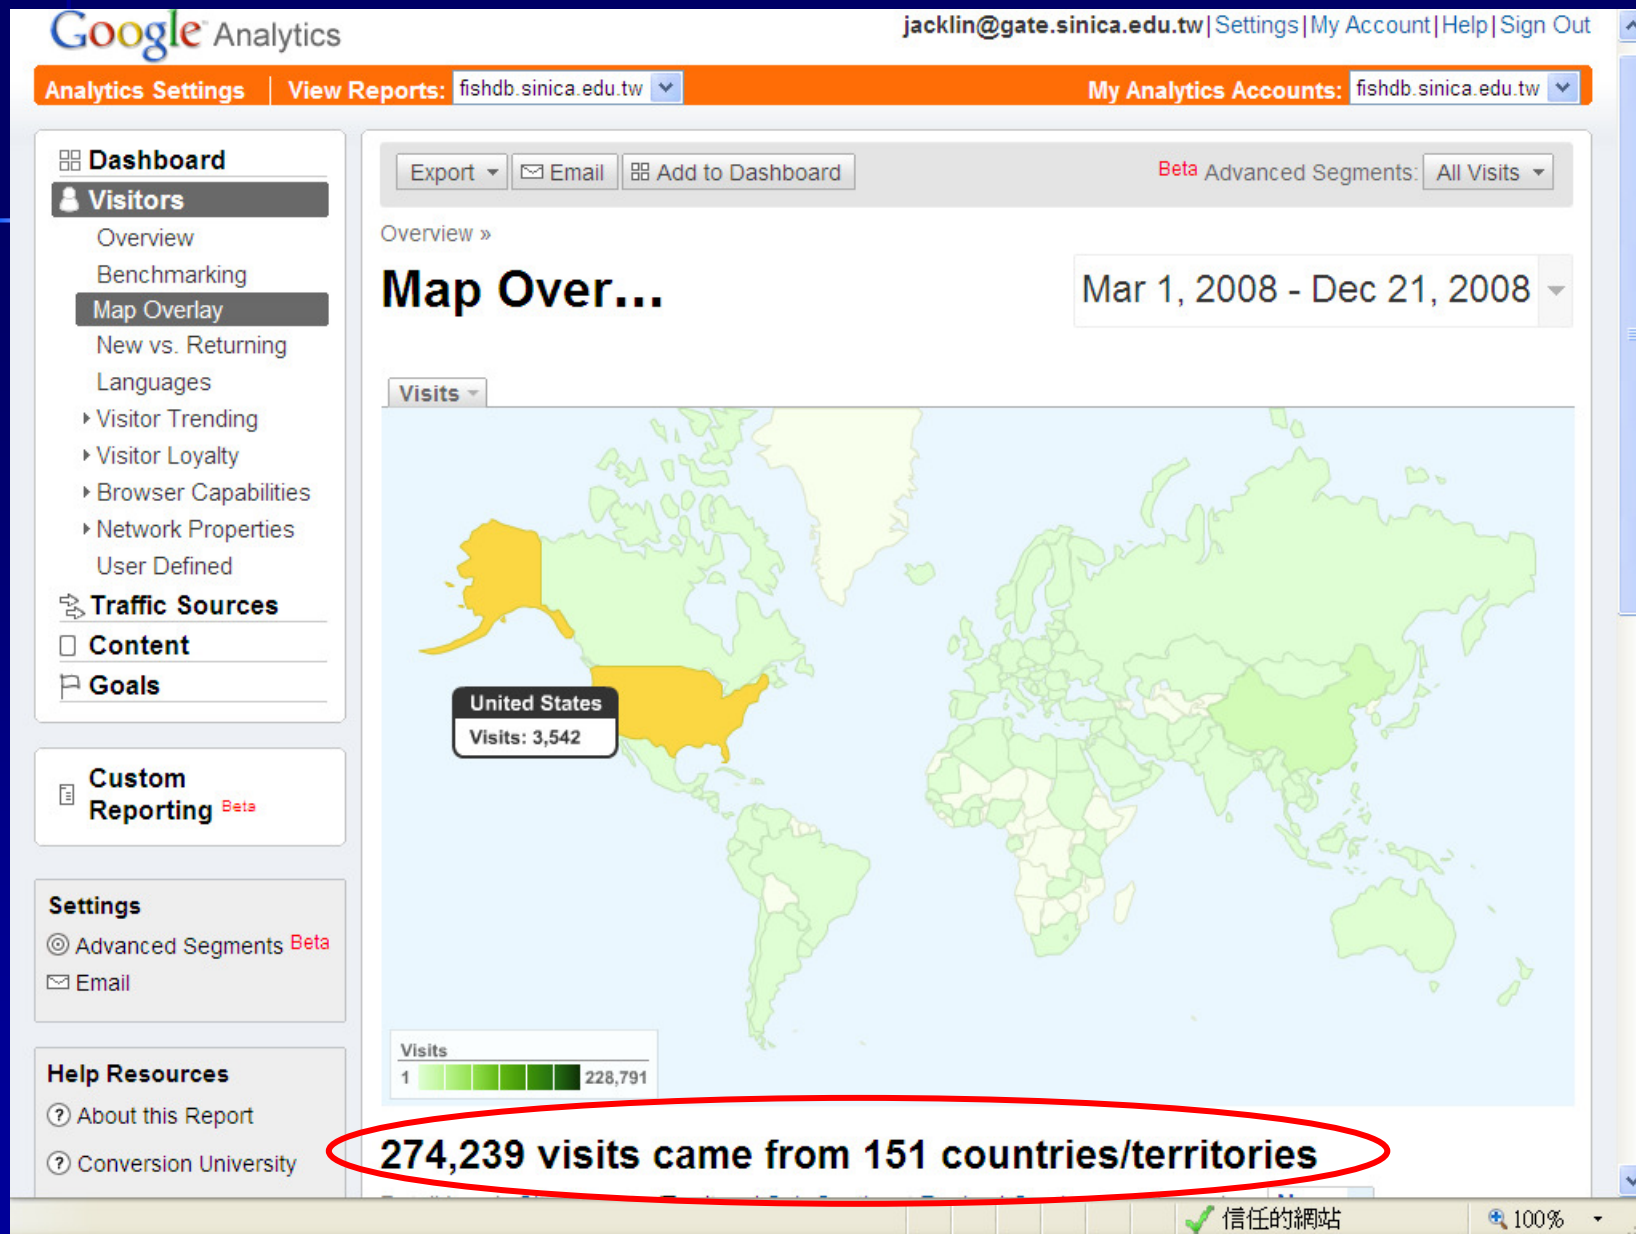 Google™ Analytics
jacklin@gate.sinica.edu.tw | Settings | My Account | Help | Sign Out
Analytics Settings | View Reports: fishdb.sinica.edu.tw
My Analytics Accounts: fishdb.sinica.edu.tw
Dashboard
Visitors
Overview
Benchmarking
Map Overlay
New vs. Returning
Languages
Visitor Trending
Visitor Loyalty
Browser Capabilities
Network Properties
User Defined
Traffic Sources
Content
Goals
Custom
Reporting Beta
Settings
Advanced Segments Beta
Email
Help Resources
About this Report
Conversion University
Export Email Add to Dashboard
Beta Advanced Segments: All Visits
Overview »
Map Over...
Mar 1, 2008 - Dec 21, 2008
Visits
United States
Visits: 3,542
Visits
1 228,791
274,239 visits came from 151 countries/territories
信任的網站
100%